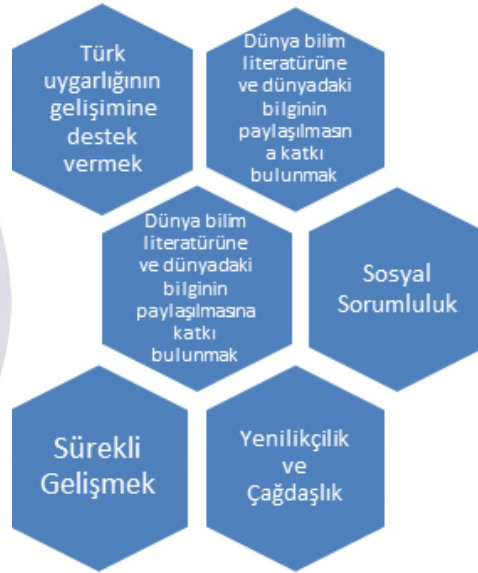 Türk
uygarlığının
gelişimine
destek
vermek
Dünya bilim
literatürüne
ve dünyadaki
bilginin
paylaşılmasın
a katkı
bulunmak
Dünya bilim
literatürüne
ve dünyadaki
bilginin
paylaşılmasına
katkı
bulunmak
Sosyal
Sorumluluk
Sürekli
Gelişmek
Yenilikçilik
ve
Çağdaşlık